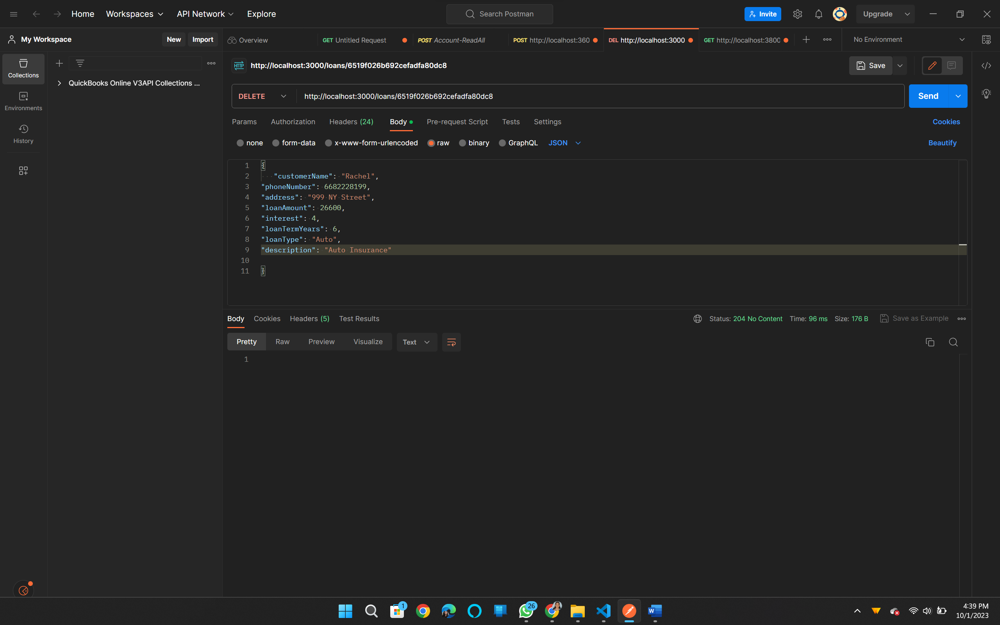 Home Workspaces API Network Explore Search Postman Invite Upgrade
My Workspace New Import Overview GET Untitled Request POST Account-ReadAll POST http://localhost:360 DEL http://localhost:3000 GET http://localhost:3800 No Environment
Collections
Environments
History
QuickBooks Online V3API Collections ...
HTTP http://localhost:3000/loans/6519f026b692cefadfa80dc8 Save
DELETE http://localhost:3000/loans/6519f026b692cefadfa80dc8 Send
Params Authorization Headers (24) Body Pre-request Script Tests Settings Cookies
none form-data x-www-form-urlencoded raw binary GraphQL JSON Beautify
1 {
2 "customerName": "Rachel",
3 "phoneNumber": 6682228199,
4 "address": "999 NY Street",
5 "loanAmount": 26600,
6 "interest": 4,
7 "loanTermYears": 6,
8 "loanType": "Auto",
9 "description": "Auto Insurance"
10
11 }
Body Cookies Headers (5) Test Results Status: 204 No Content Time: 96 ms Size: 176 B Save as Example
Pretty Raw Preview Visualize Text
1
1 26 W 4:39 PM
10/1/2023